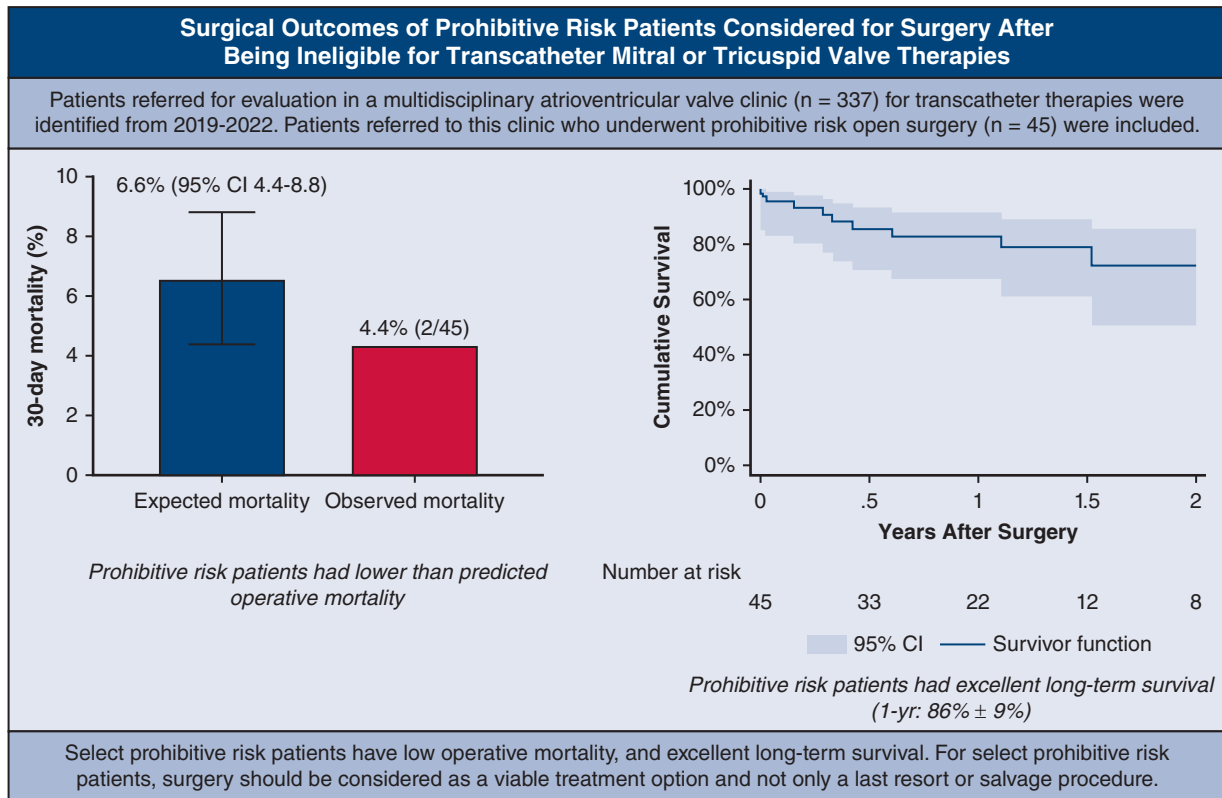 Surgical Outcomes of Prohibitive Risk Patients Considered for Surgery After
Being Ineligible for Transcatheter Mitral or Tricuspid Valve Therapies
Patients referred for evaluation in a multidisciplinary atrioventricular valve clinic (n = 337) for transcatheter therapies were
identified from 2019-2022. Patients referred to this clinic who underwent prohibitive risk open surgery (n = 45) were included.
30-day mortality (%)
10
8
6
4
2
0
6.6% (95% CI 4.4-8.8)
4.4% (2/45)
Expected mortality
Observed mortality
Prohibitive risk patients had lower than predicted
operative mortality
Cumulative Survival
100%
80%
60%
40%
20%
0%
0 .5 1 1.5 2
Years After Surgery
Number at risk
45 33 22 12 8
95% CI
Survivor function
Prohibitive risk patients had excellent long-term survival
(1-yr: 86% ± 9%)
Select prohibitive risk patients have low operative mortality, and excellent long-term survival. For select prohibitive risk
patients, surgery should be considered as a viable treatment option and not only a last resort or salvage procedure.